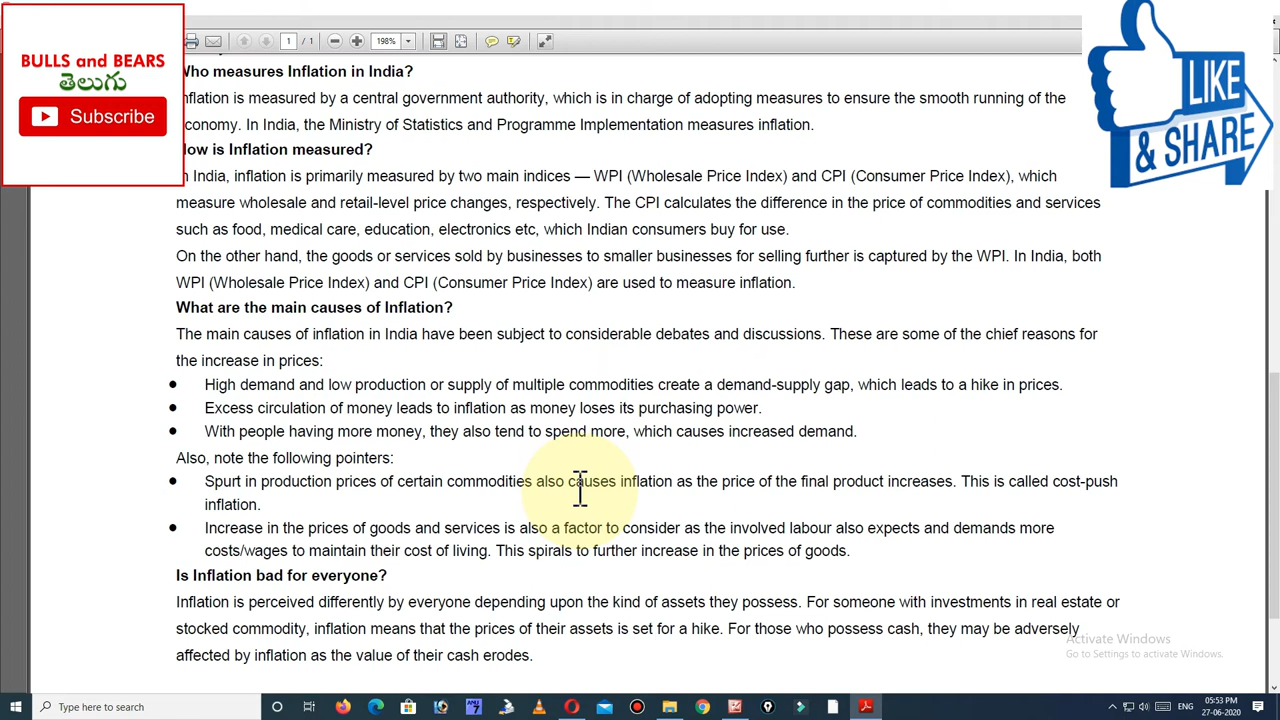 BULLS and BEARS
తెలుగు
Subscribe
LIKE
& SHARE
1 / 1
198%
Who measures Inflation in India?
Inflation is measured by a central government authority, which is in charge of adopting measures to ensure the smooth running of the
economy. In India, the Ministry of Statistics and Programme Implementation measures inflation.
How is Inflation measured?
In India, inflation is primarily measured by two main indices — WPI (Wholesale Price Index) and CPI (Consumer Price Index), which
measure wholesale and retail-level price changes, respectively. The CPI calculates the difference in the price of commodities and services
such as food, medical care, education, electronics etc, which Indian consumers buy for use.
On the other hand, the goods or services sold by businesses to smaller businesses for selling further is captured by the WPI. In India, both
WPI (Wholesale Price Index) and CPI (Consumer Price Index) are used to measure inflation.
What are the main causes of Inflation?
The main causes of inflation in India have been subject to considerable debates and discussions. These are some of the chief reasons for
the increase in prices:
• High demand and low production or supply of multiple commodities create a demand-supply gap, which leads to a hike in prices.
• Excess circulation of money leads to inflation as money loses its purchasing power.
• With people having more money, they also tend to spend more, which causes increased demand.
Also, note the following pointers:
• Spurt in production prices of certain commodities also causes inflation as the price of the final product increases. This is called cost-push
inflation.
• Increase in the prices of goods and services is also a factor to consider as the involved labour also expects and demands more
costs/wages to maintain their cost of living. This spirals to further increase in the prices of goods.
Is Inflation bad for everyone?
Inflation is perceived differently by everyone depending upon the kind of assets they possess. For someone with investments in real estate or
stocked commodity, inflation means that the prices of their assets is set for a hike. For those who possess cash, they may be adversely
affected by inflation as the value of their cash erodes.
Activate Windows
Go to Settings to activate Windows.
Type here to search
ENG
05:53 PM
27-06-2020